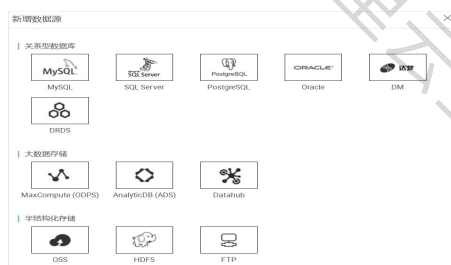 新增数据源
关系型数据库
MySQL
SQL Server
PostgreSQL
ORACLE
达梦
MySQL
SQL Server
PostgreSQL
Oracle
DM
DRDS
大数据存储
MaxCompute (ODPS)
AnalyticDB (ADS)
Datahub
半结构化存储
OSS
HDFS
FTP